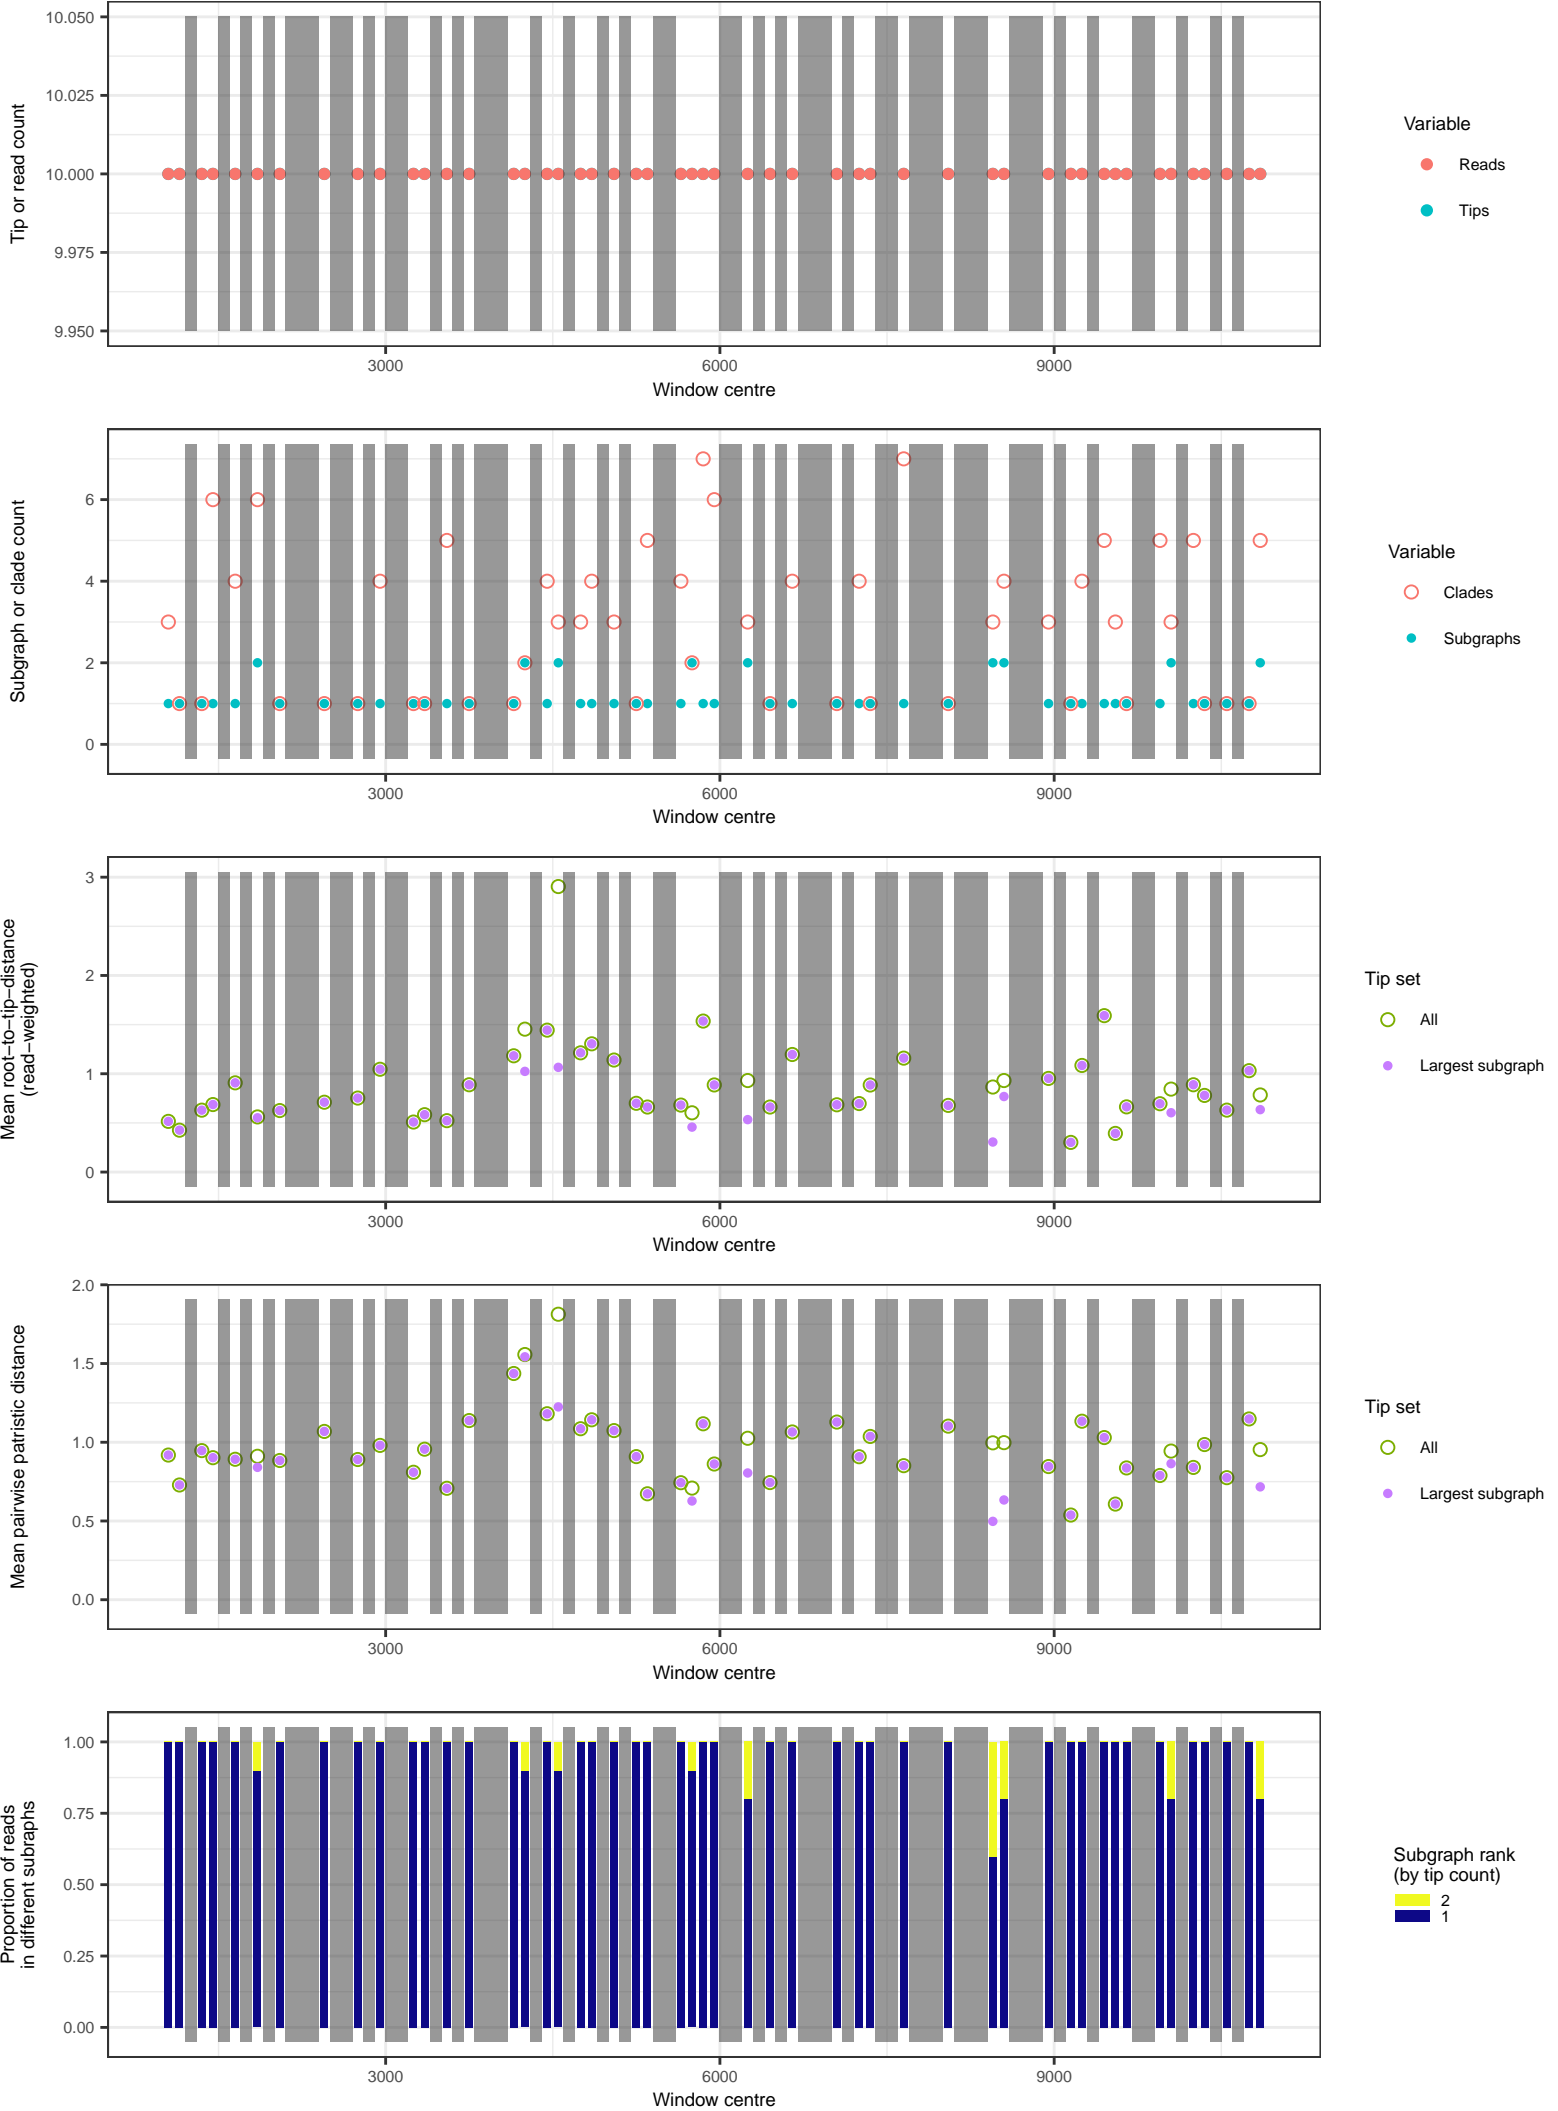 10.050
10.025
10.000
9.975
9.950
Tip or read count
3000 6000 9000
Window centre
Variable
Reads
Tips
6
4
2
0
Subgraph or clade count
3000 6000 9000
Window centre
Variable
Clades
Subgraphs
3
2
1
0
Mean root−to−tip−distance
(read−weighted)
3000 6000 9000
Window centre
Tip set
All
Largest subgraph
2.0
1.5
1.0
0.5
0.0
Mean pairwise patristic distance
3000 6000 9000
Window centre
Tip set
All
Largest subgraph
1.00
0.75
0.50
0.25
0.00
Proportion of reads
in different subraphs
3000 6000 9000
Window centre
Subgraph rank
(by tip count)
2
1